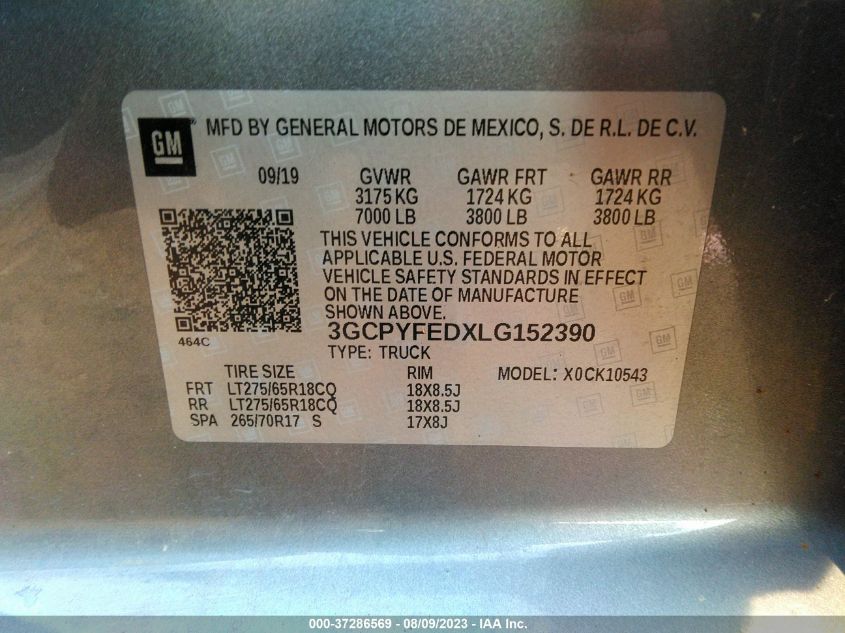 GM MFD BY GENERAL MOTORS DE MEXICO, S. DE R.L. DE C.V.
09/19 GVWR GAWR FRT GAWR RR
3175 KG 1724 KG 1724 KG
7000 LB 3800 LB 3800 LB
THIS VEHICLE CONFORMS TO ALL
APPLICABLE U.S. FEDERAL MOTOR
VEHICLE SAFETY STANDARDS IN EFFECT
ON THE DATE OF MANUFACTURE
SHOWN ABOVE.
464C
3GCPYFEDXLG152390
TYPE: TRUCK
TIRE SIZE RIM MODEL: X0CK10543
FRT LT275/65R18CQ 18X8.5J
RR LT275/65R18CQ 18X8.5J
SPA 265/70R17 S 17X8J
000-37286569 - 08/09/2023 - IAA Inc.